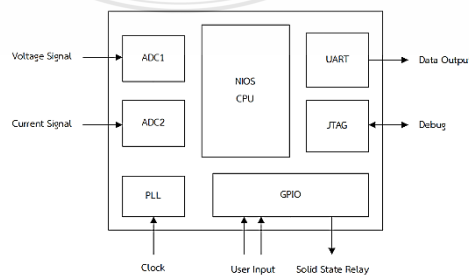 Voltage Signal
ADC1
NIOS
CPU
UART
Data Output
Current Signal
ADC2
JTAG
Debug
PLL
GPIO
Clock
User Input
Solid State Relay